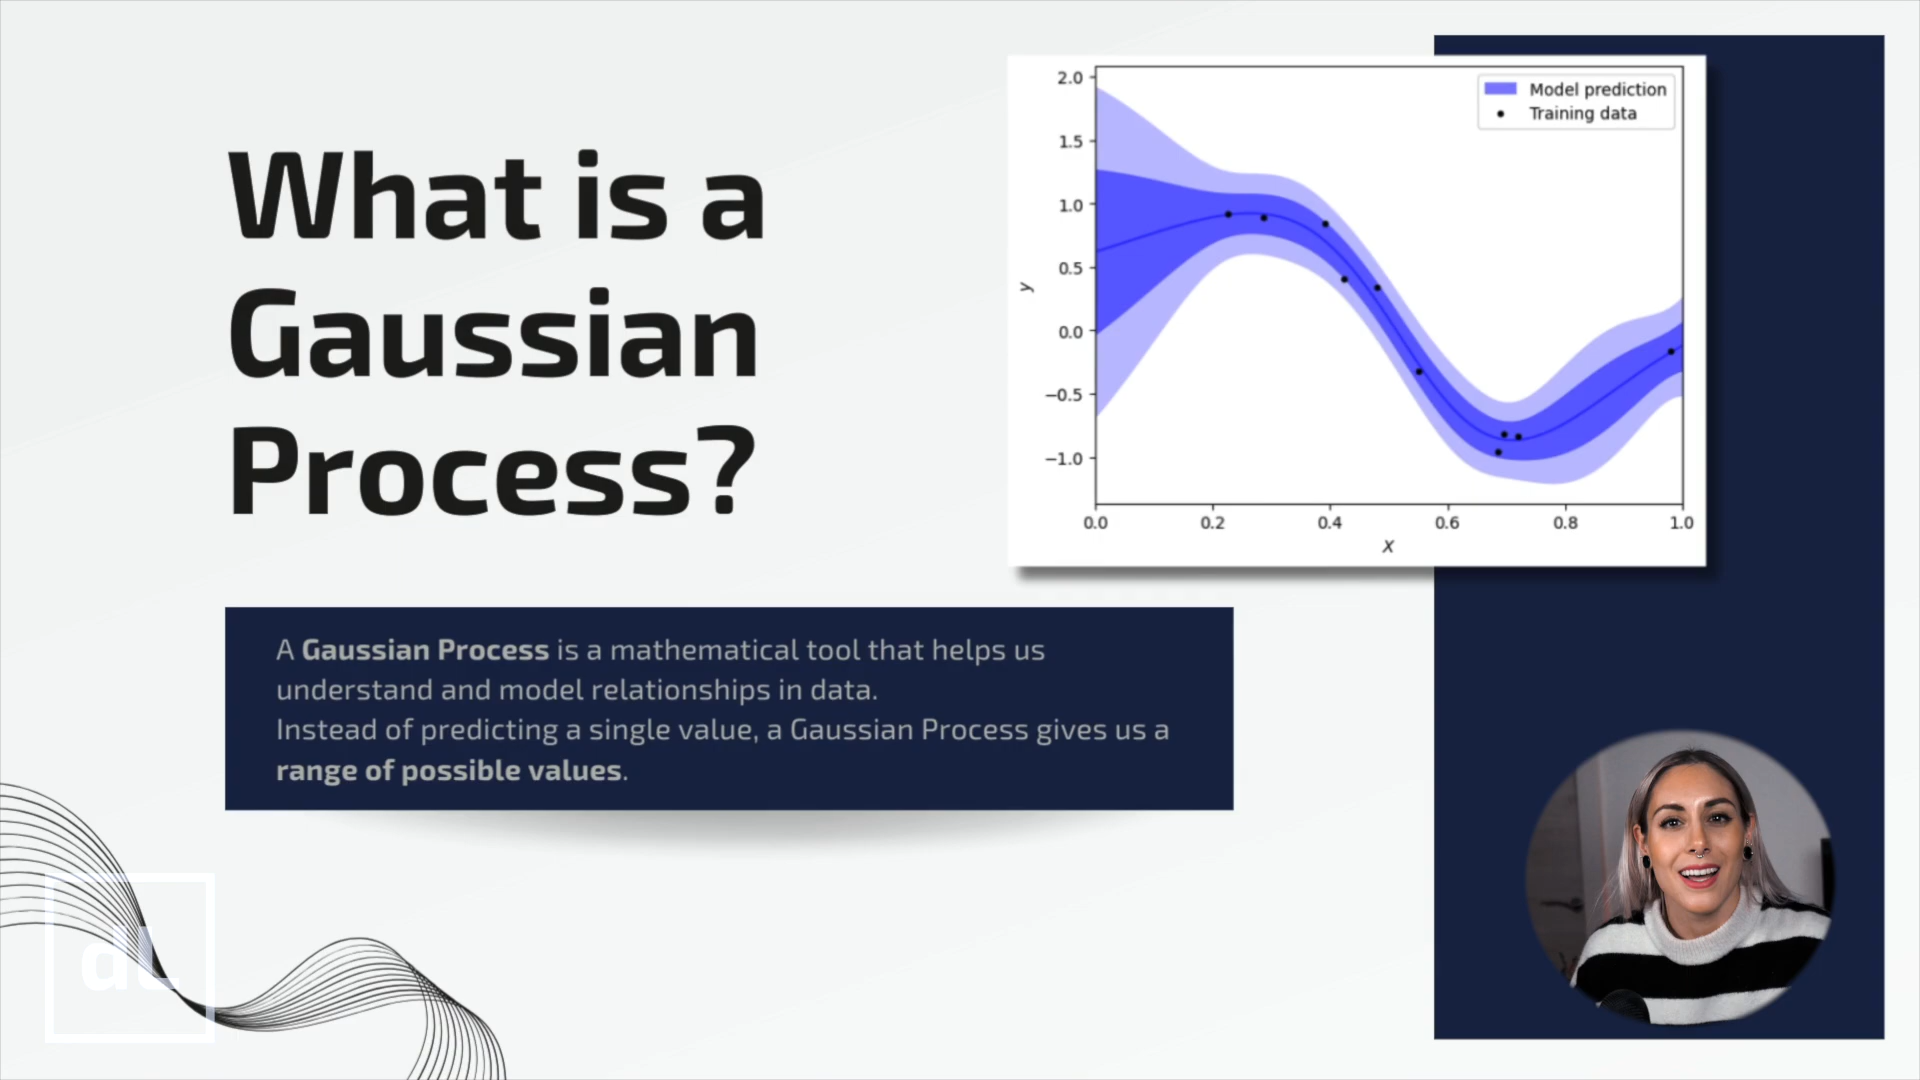 What is a
Gaussian
Process?
2.0
1.5
1.0
0.5
0.0
−0.5
−1.0
y
0.0 0.2 0.4 0.6 0.8 1.0
X
Model prediction
Training data
A Gaussian Process is a mathematical tool that helps us
understand and model relationships in data.
Instead of predicting a single value, a Gaussian Process gives us a
range of possible values.
dL